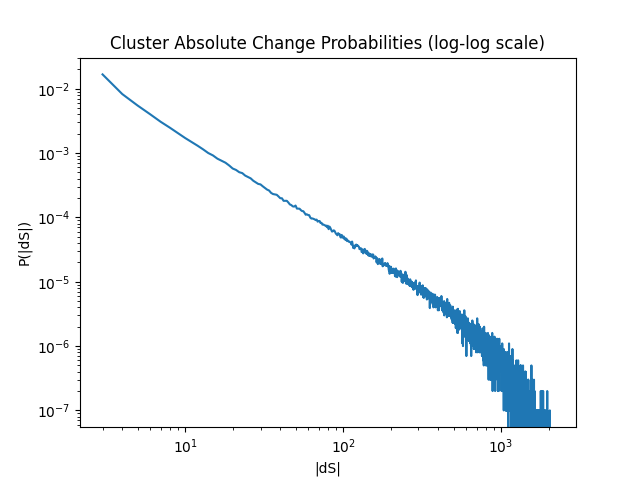 Cluster Absolute Change Probabilities (log-log scale)
P(|dS|)
10⁻²
10⁻³
10⁻⁴
10⁻⁵
10⁻⁶
10⁻⁷
10¹ 10² 10³
|dS|